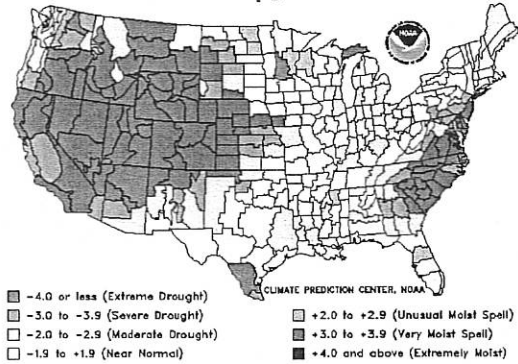 NOAA
CLIMATE PREDICTION CENTER, NOAA
-4.0 or less (Extreme Drought)
-3.0 to -3.9 (Severe Drought)
-2.0 to -2.9 (Moderate Drought)
-1.9 to +1.9 (Near Normal)
+2.0 to +2.9 (Unusual Moist Spell)
+3.0 to +3.9 (Very Moist Spell)
+4.0 and above (Extremely Moist)